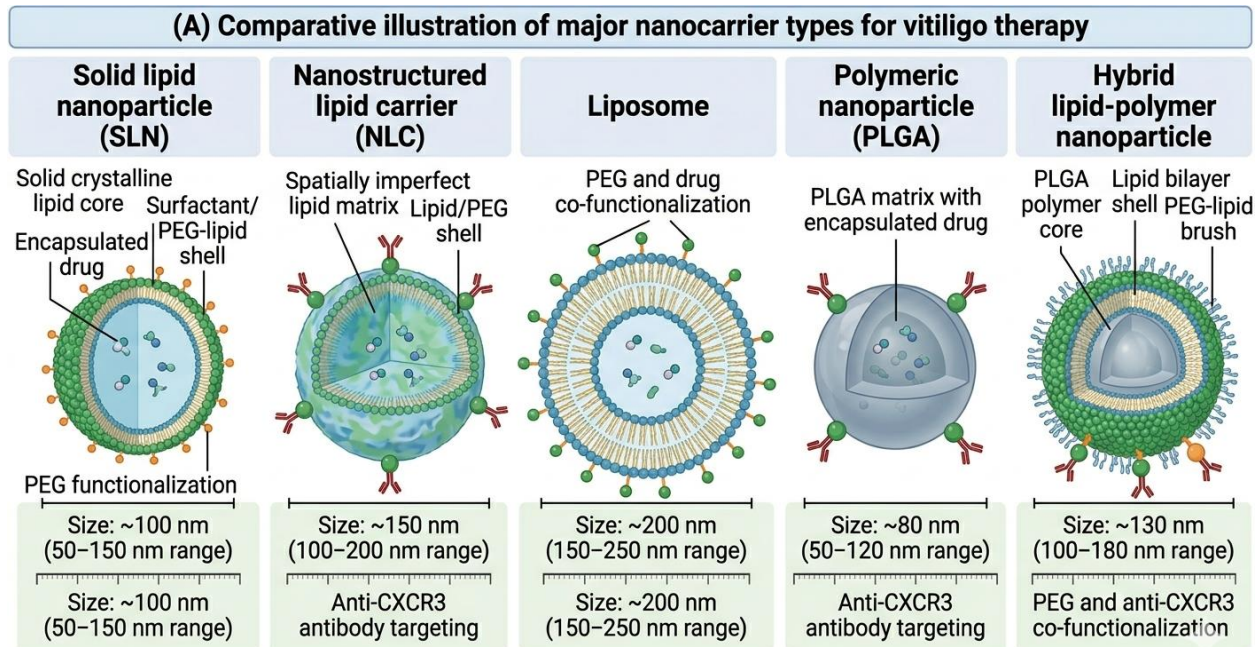 (A) Comparative illustration of major nanocarrier types for vitiligo therapy
Solid lipid
nanoparticle
(SLN)
Nanostructured
lipid carrier
(NLC)
Liposome
Polymeric
nanoparticle
(PLGA)
Hybrid
lipid-polymer
nanoparticle
Solid crystalline
lipid core
Surfactant/
PEG-lipid
shell
Encapsulated
drug
PEG functionalization
Spatially imperfect
lipid matrix
Lipid/PEG
shell
PEG and drug
co-functionalization
PLGA matrix with
encapsulated drug
PLGA
polymer
core
Lipid bilayer
shell
PEG-lipid
brush
Size: ~100 nm
(50–150 nm range)
Size: ~150 nm
(100–200 nm range)
Size: ~200 nm
(150–250 nm range)
Size: ~80 nm
(50–120 nm range)
Size: ~130 nm
(100–180 nm range)
Size: ~100 nm
(50–150 nm range)
Anti-CXCR3
antibody targeting
Size: ~200 nm
(150–250 nm range)
Anti-CXCR3
antibody targeting
PEG and anti-CXCR3
co-functionalization